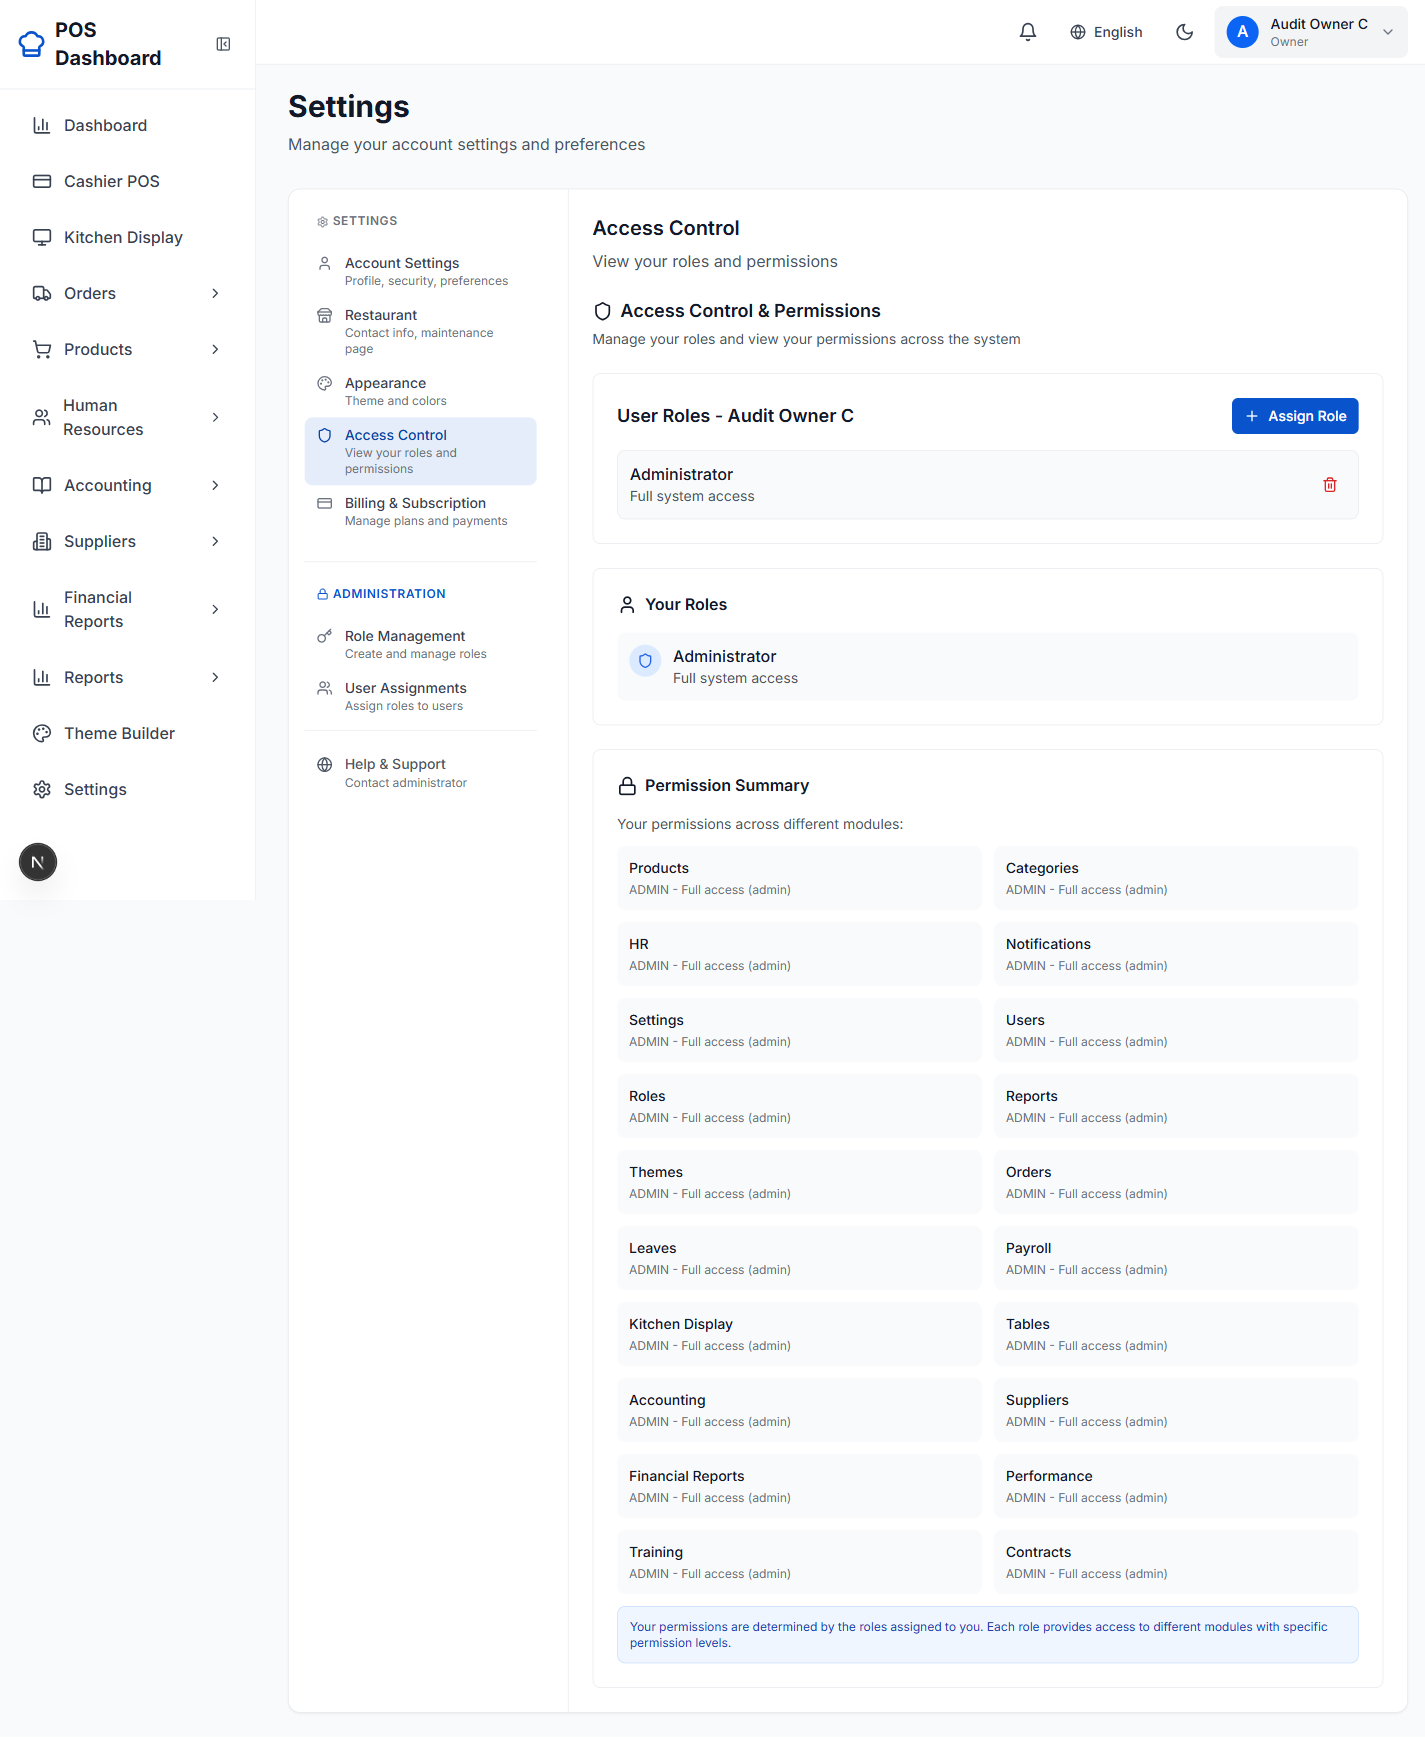 POS
Dashboard
English
A
Audit Owner C
Owner
Dashboard
Cashier POS
Kitchen Display
Orders
Products
Human
Resources
Accounting
Suppliers
Financial
Reports
Reports
Theme Builder
Settings
N
Settings
Manage your account settings and preferences
SETTINGS
Account Settings
Profile, security, preferences
Restaurant
Contact info, maintenance
page
Appearance
Theme and colors
Access Control
View your roles and
permissions
Billing & Subscription
Manage plans and payments
ADMINISTRATION
Role Management
Create and manage roles
User Assignments
Assign roles to users
Help & Support
Contact administrator
Access Control
View your roles and permissions
Access Control & Permissions
Manage your roles and view your permissions across the system
User Roles - Audit Owner C
Assign Role
Administrator
Full system access
Your Roles
Administrator
Full system access
Permission Summary
Your permissions across different modules:
Products
ADMIN - Full access (admin)
Categories
ADMIN - Full access (admin)
HR
ADMIN - Full access (admin)
Notifications
ADMIN - Full access (admin)
Settings
ADMIN - Full access (admin)
Users
ADMIN - Full access (admin)
Roles
ADMIN - Full access (admin)
Reports
ADMIN - Full access (admin)
Themes
ADMIN - Full access (admin)
Orders
ADMIN - Full access (admin)
Leaves
ADMIN - Full access (admin)
Payroll
ADMIN - Full access (admin)
Kitchen Display
ADMIN - Full access (admin)
Tables
ADMIN - Full access (admin)
Accounting
ADMIN - Full access (admin)
Suppliers
ADMIN - Full access (admin)
Financial Reports
ADMIN - Full access (admin)
Performance
ADMIN - Full access (admin)
Training
ADMIN - Full access (admin)
Contracts
ADMIN - Full access (admin)
Your permissions are determined by the roles assigned to you. Each role provides access to different modules with specific
permission levels.